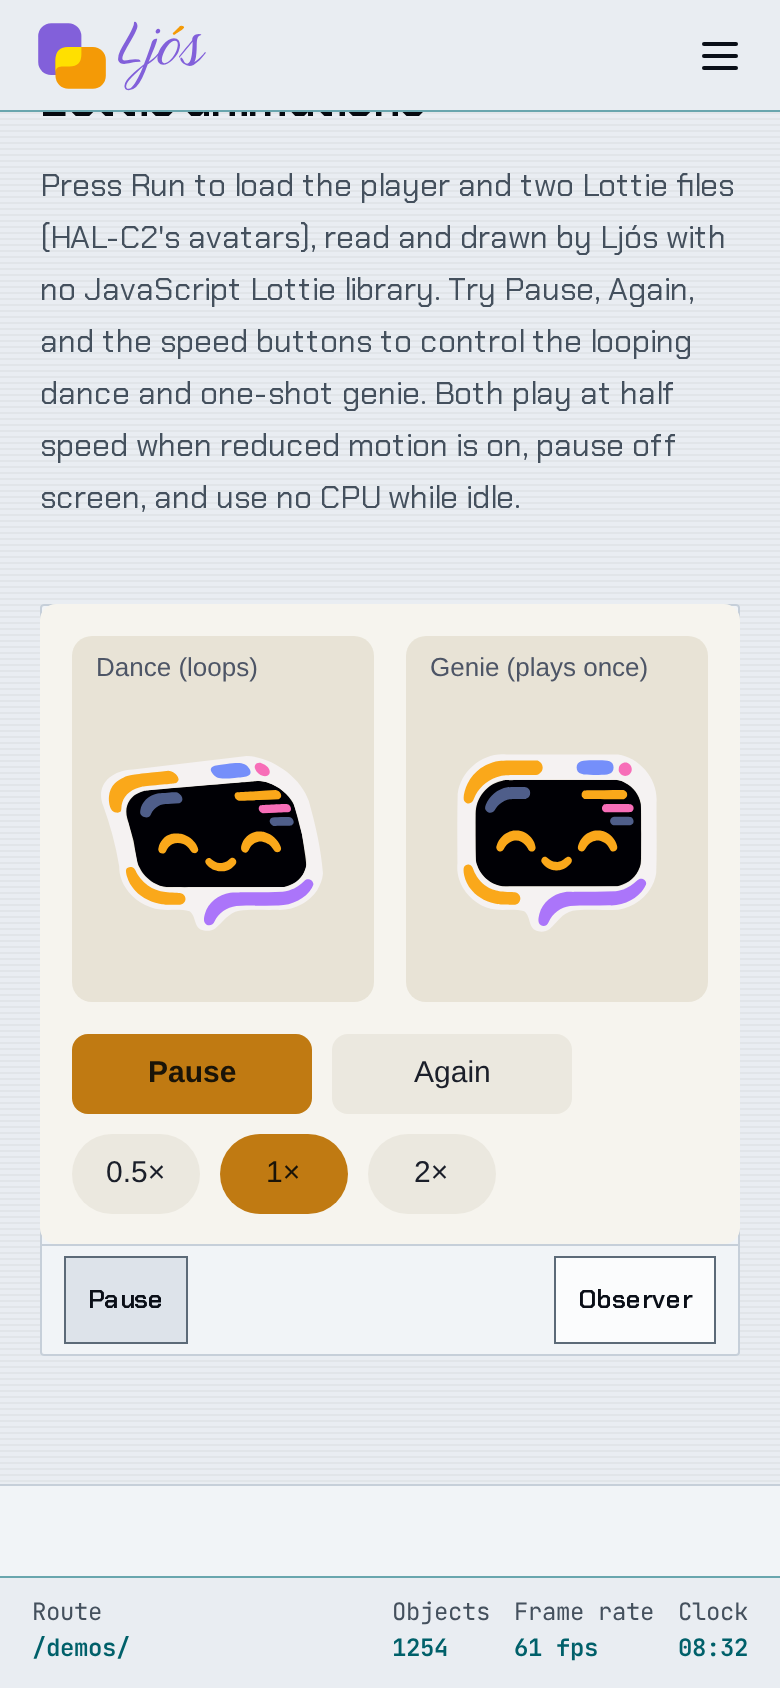 Ljós
Lottie animations
Press Run to load the player and two Lottie files
(HAL-C2's avatars), read and drawn by Ljós with
no JavaScript Lottie library. Try Pause, Again,
and the speed buttons to control the looping
dance and one-shot genie. Both play at half
speed when reduced motion is on, pause off
screen, and use no CPU while idle.
Dance (loops)
Genie (plays once)
Pause
Again
0.5×
1×
2×
Pause
Observer
Route
/demos/
Objects
1254
Frame rate
61 fps
Clock
08:32